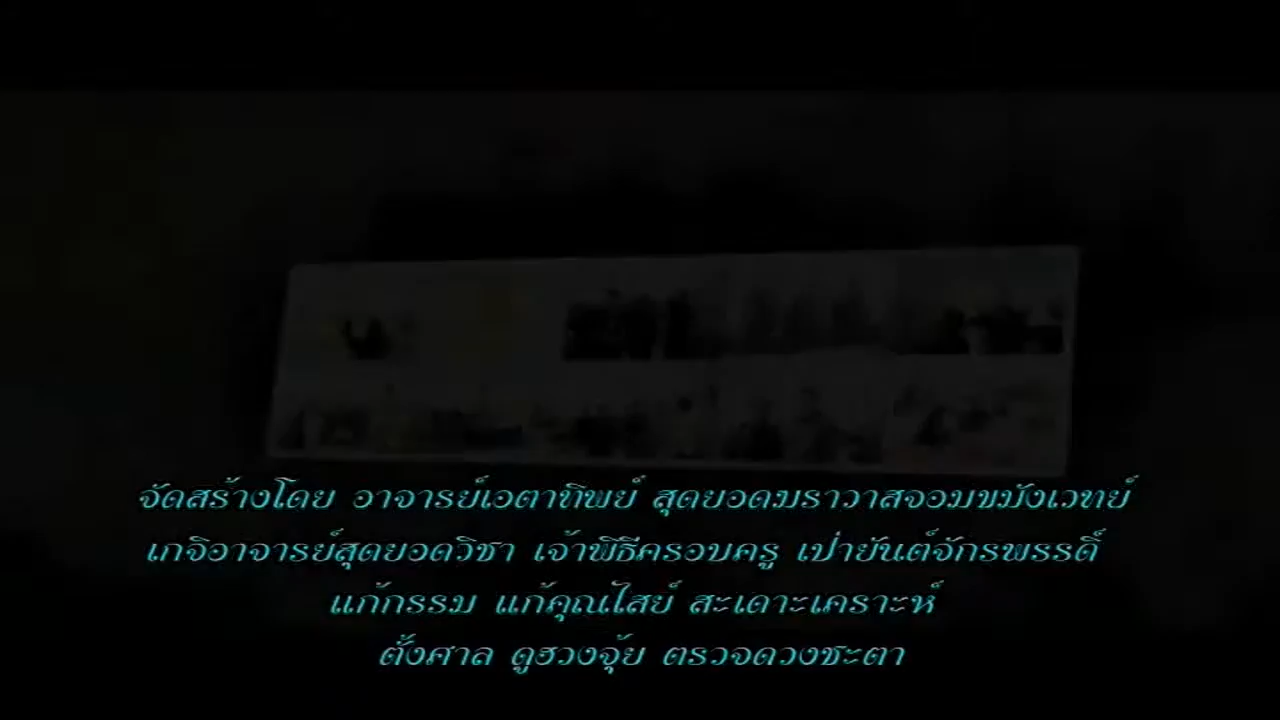 จัดสร้างโดย อาจารย์เอตาทิพย์ สุดยอดฆราวาสจอมขมังเวทย์
เกจิอาจารย์สุดยอดวิชา เจ้าพิธีครอบครู เป่ายันต์จักรพรรดิ์
แก้กรรม แก้คุณไสย์ สะเดาะเคราะห์
ตั้งศาล ดูฮวงจุ้ย ตรวจดวงชะตา